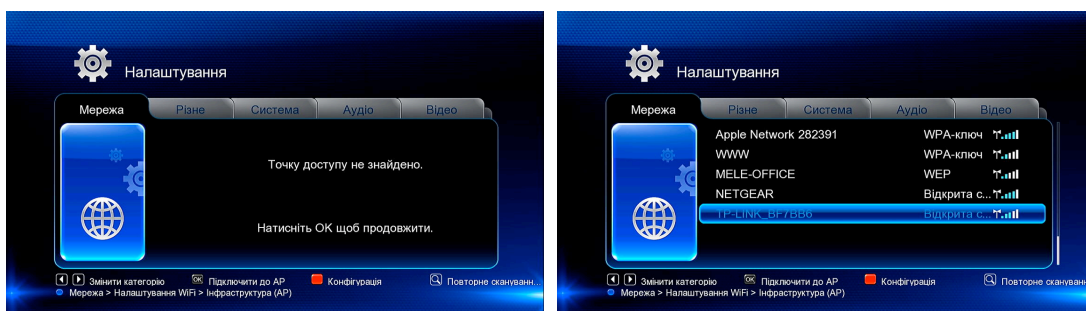 Налаштування
Мережа Різне Система Аудіо Відео
Точку доступу не знайдено.
Натисніть OK щоб продовжити.
Змінити категорію OK Підключити до AP Конфігурація Повторне скануванн...
Мережа > Налаштування WiFi > Інфраструктура (AP)
Налаштування
Мережа Різне Система Аудіо Відео
Apple Network 282391 WPA-ключ
WWW WPA-ключ
MELE-OFFICE WEP
NETGEAR Відкрита с...
TP-LINK_BF7BB6 Відкрита с...
Змінити категорію OK Підключити до AP Конфігурація Повторне скануван
Мережа > Налаштування WiFi > Інфраструктура (AP)